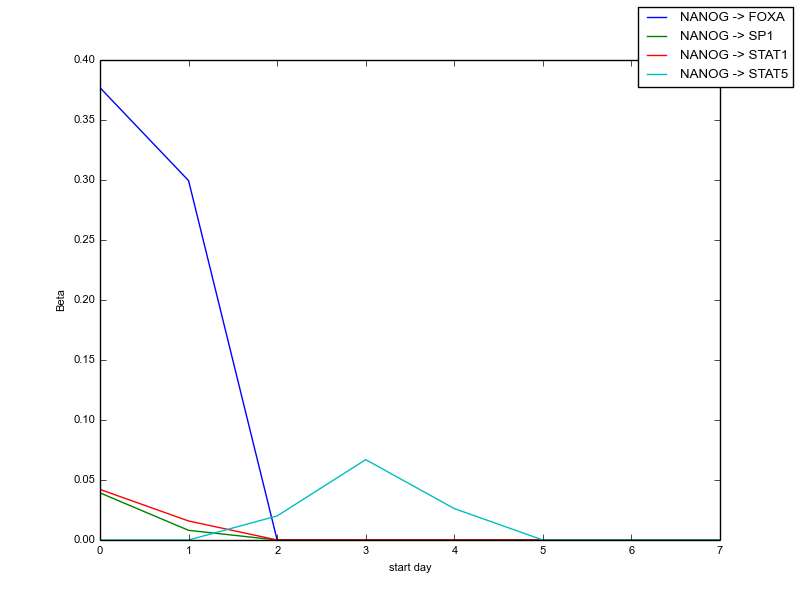 NANOG -> FOXA
NANOG -> SP1
NANOG -> STAT1
NANOG -> STAT5
0.40
0.35
0.30
0.25
0.20
0.15
0.10
0.05
0.00
Beta
0 1 2 3 4 5 6 7
start day